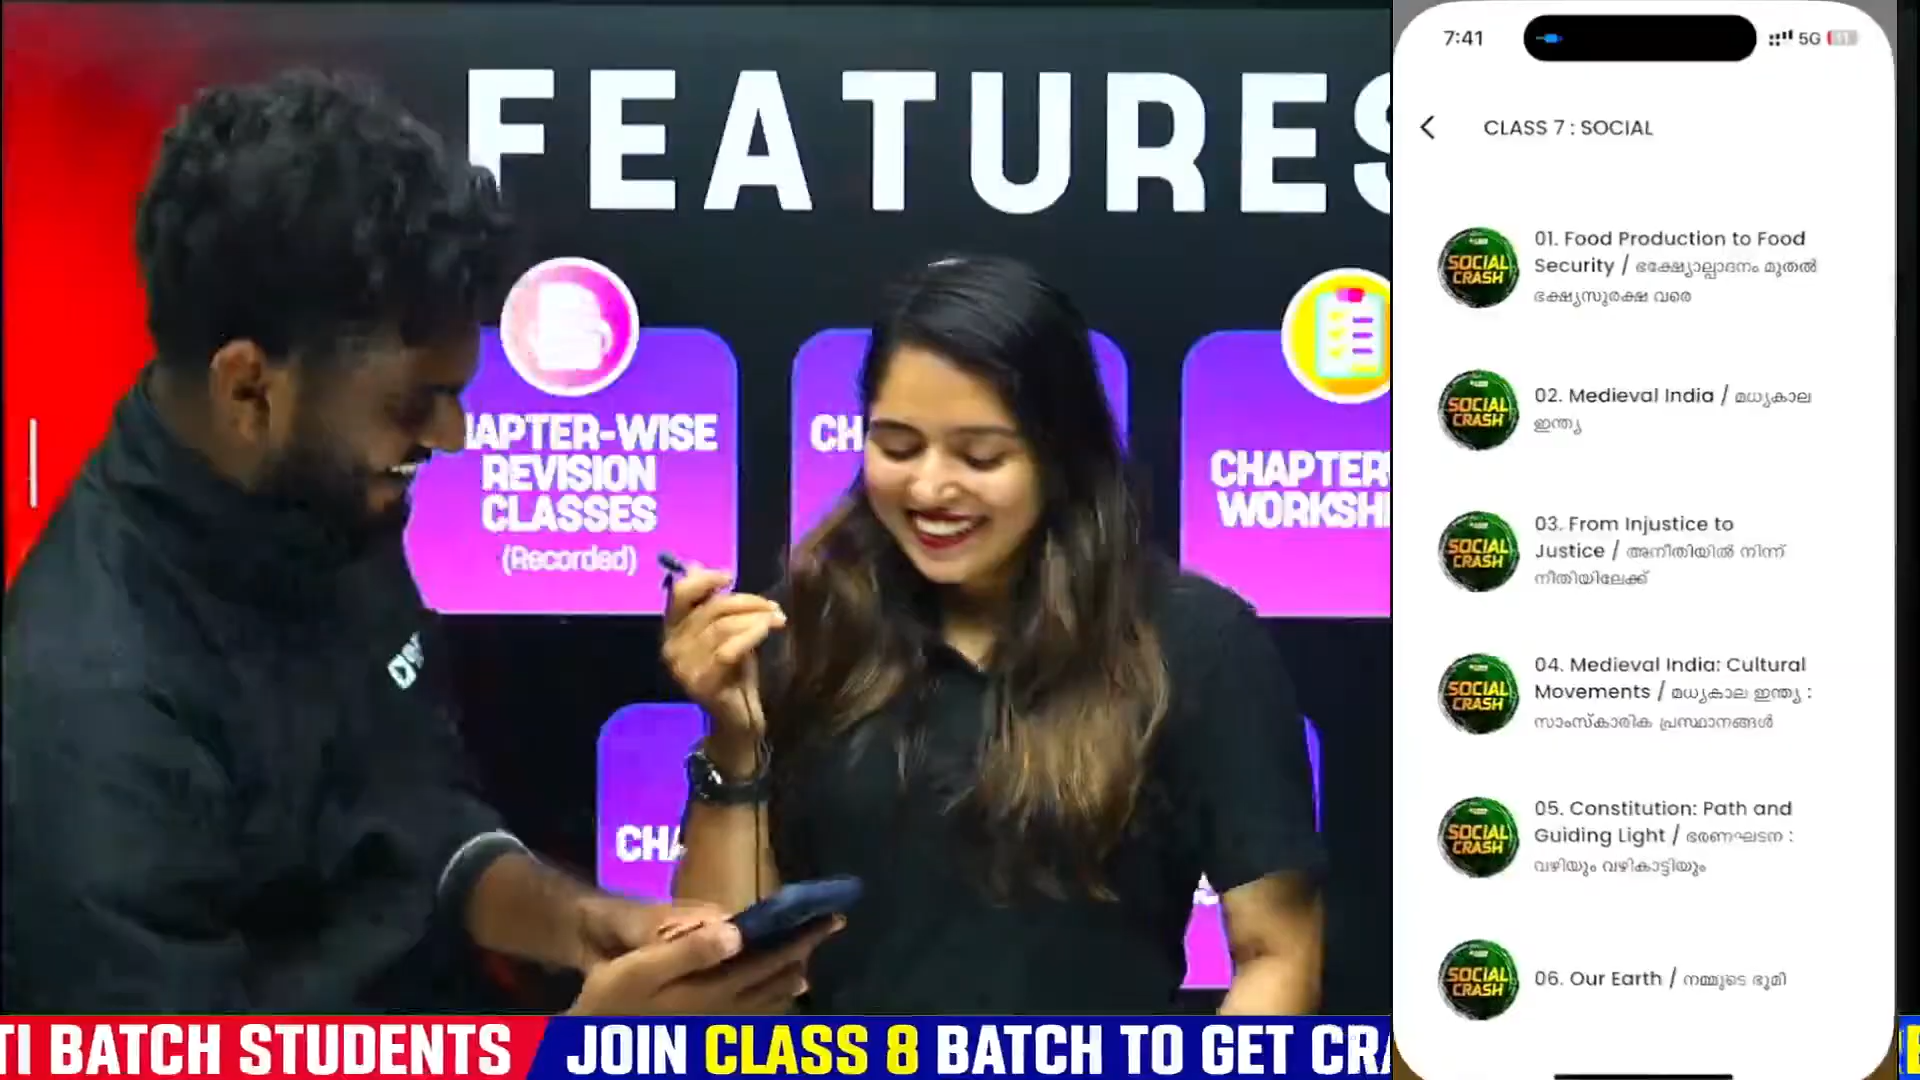 FEATURES
HAPTER-WISE
REVISION
CLASSES
(Recorded)
CH
CHAPTER
WORKSH
CHA
TI BATCH STUDENTS
JOIN CLASS 8 BATCH TO GET CRA
7:41
5G
11
CLASS 7 : SOCIAL
SOCIAL
CRASH
01. Food Production to Food
Security / ഭക്ഷ്യോല്പാദനം മുതൽ
ഭക്ഷ്യസുരക്ഷ വരെ
SOCIAL
CRASH
02. Medieval India / മധ്യകാല
ഇന്ത്യ
SOCIAL
CRASH
03. From Injustice to
Justice / അനീതിയിൽ നിന്ന്
നീതിയിലേക്ക്
SOCIAL
CRASH
04. Medieval India: Cultural
Movements / മധ്യകാല ഇന്ത്യ :
സാംസ്കാരിക പ്രസ്ഥാനങ്ങൾ
SOCIAL
CRASH
05. Constitution: Path and
Guiding Light / ഭരണഘടന :
വഴിയും വഴികാട്ടിയും
SOCIAL
CRASH
06. Our Earth / നമ്മുടെ ഭൂമി